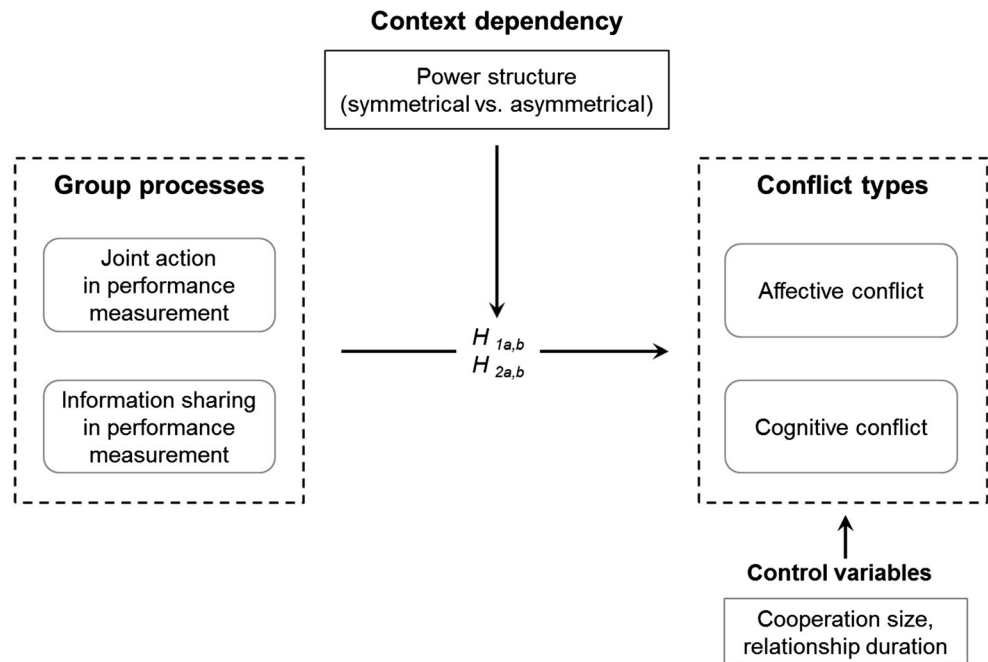 Context dependency
Power structure
(symmetrical vs. asymmetrical)
Group processes
Joint action
in performance
measurement
Information sharing
in performance
measurement
H 1a,b
H 2a,b
Conflict types
Affective conflict
Cognitive conflict
Control variables
Cooperation size,
relationship duration